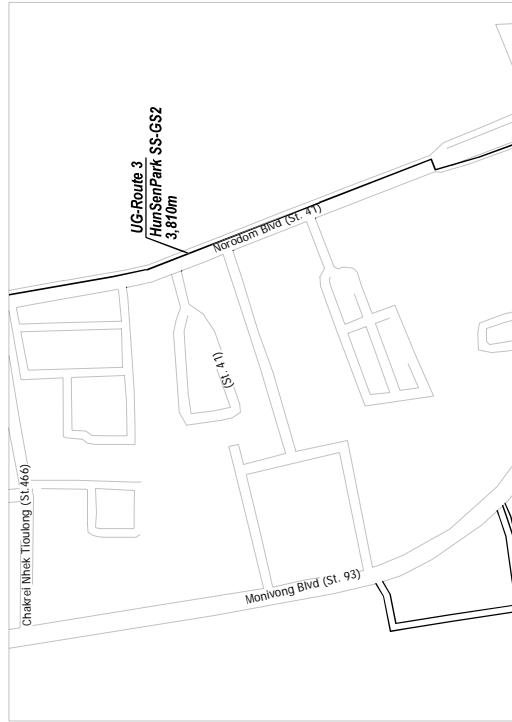 UG-Route 3
HunSenPark SS-GS2
3,810m
Norodom Blvd (St. 41)
(St. 41)
Chakrei Nhek Tioulong (St.466)
Monivong Blvd (St. 93)